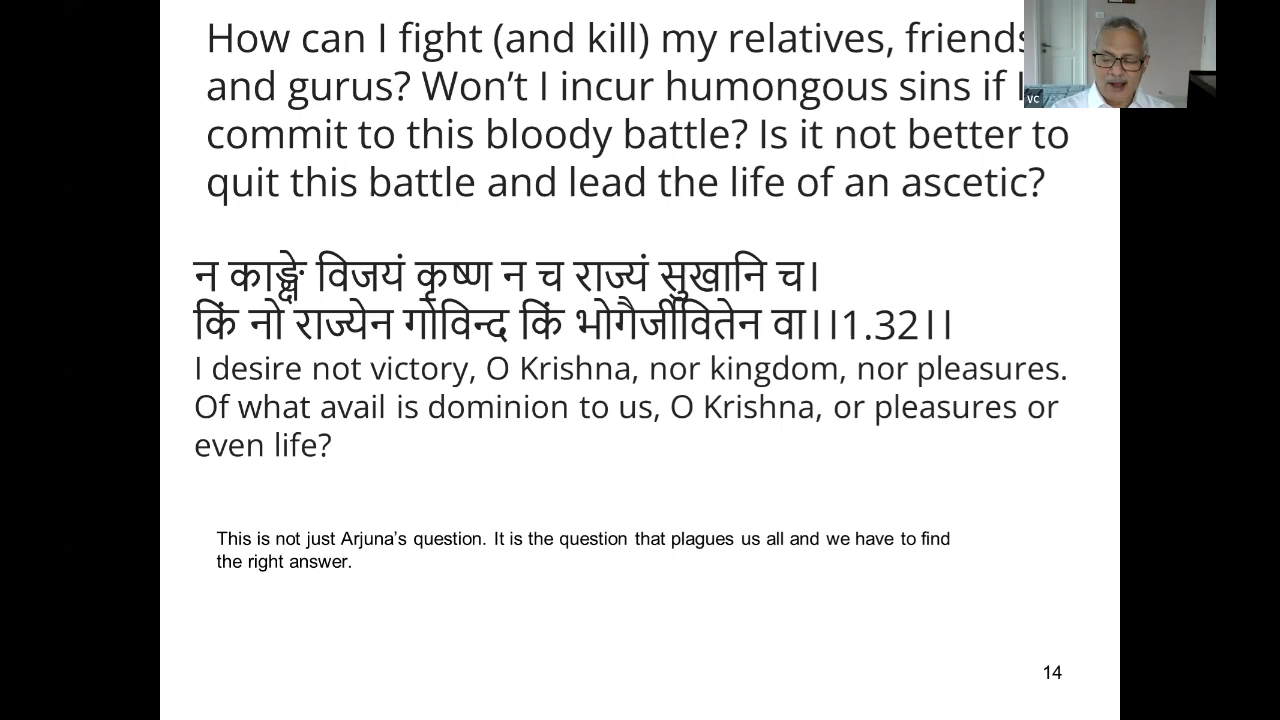 How can I fight (and kill) my relatives, friends
and gurus? Won’t I incur humongous sins if I
commit to this bloody battle? Is it not better to
quit this battle and lead the life of an ascetic?
न काङ्क्षे विजयं कृष्ण न च राज्यं सुखानि च।
किं नो राज्येन गोविन्द किं भोगैर्जीवितेन वा।।1.32।।
I desire not victory, O Krishna, nor kingdom, nor pleasures.
Of what avail is dominion to us, O Krishna, or pleasures or
even life?
This is not just Arjuna’s question. It is the question that plagues us all and we have to find
the right answer.
14
VC